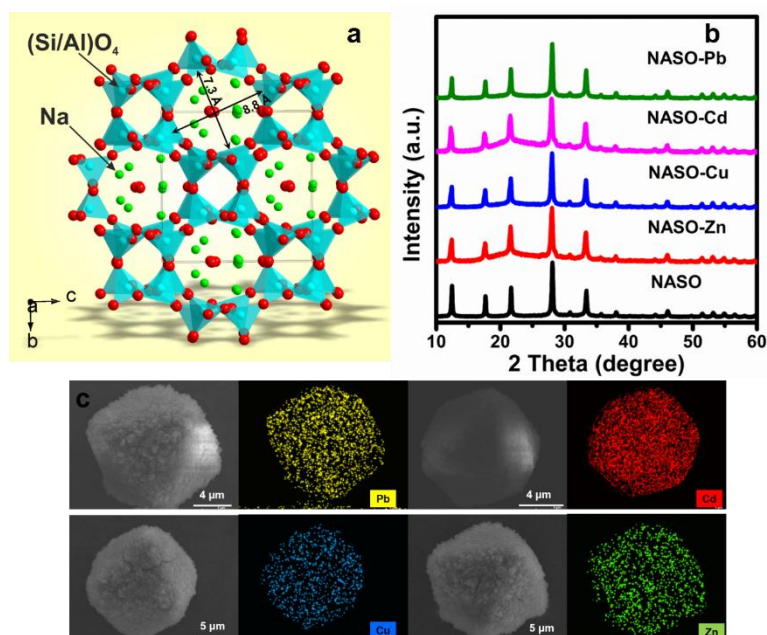 a
(Si/Al)O4
7.3 Å
8.8 Å
Na
a
c
b
b
Intensity (a.u.)
NASO-Pb
NASO-Cd
NASO-Cu
NASO-Zn
NASO
10 20 30 40 50 60
2 Theta (degree)
c
4 μm
Pb
4 μm
Cd
5 μm
Cu
5 μm
Zn